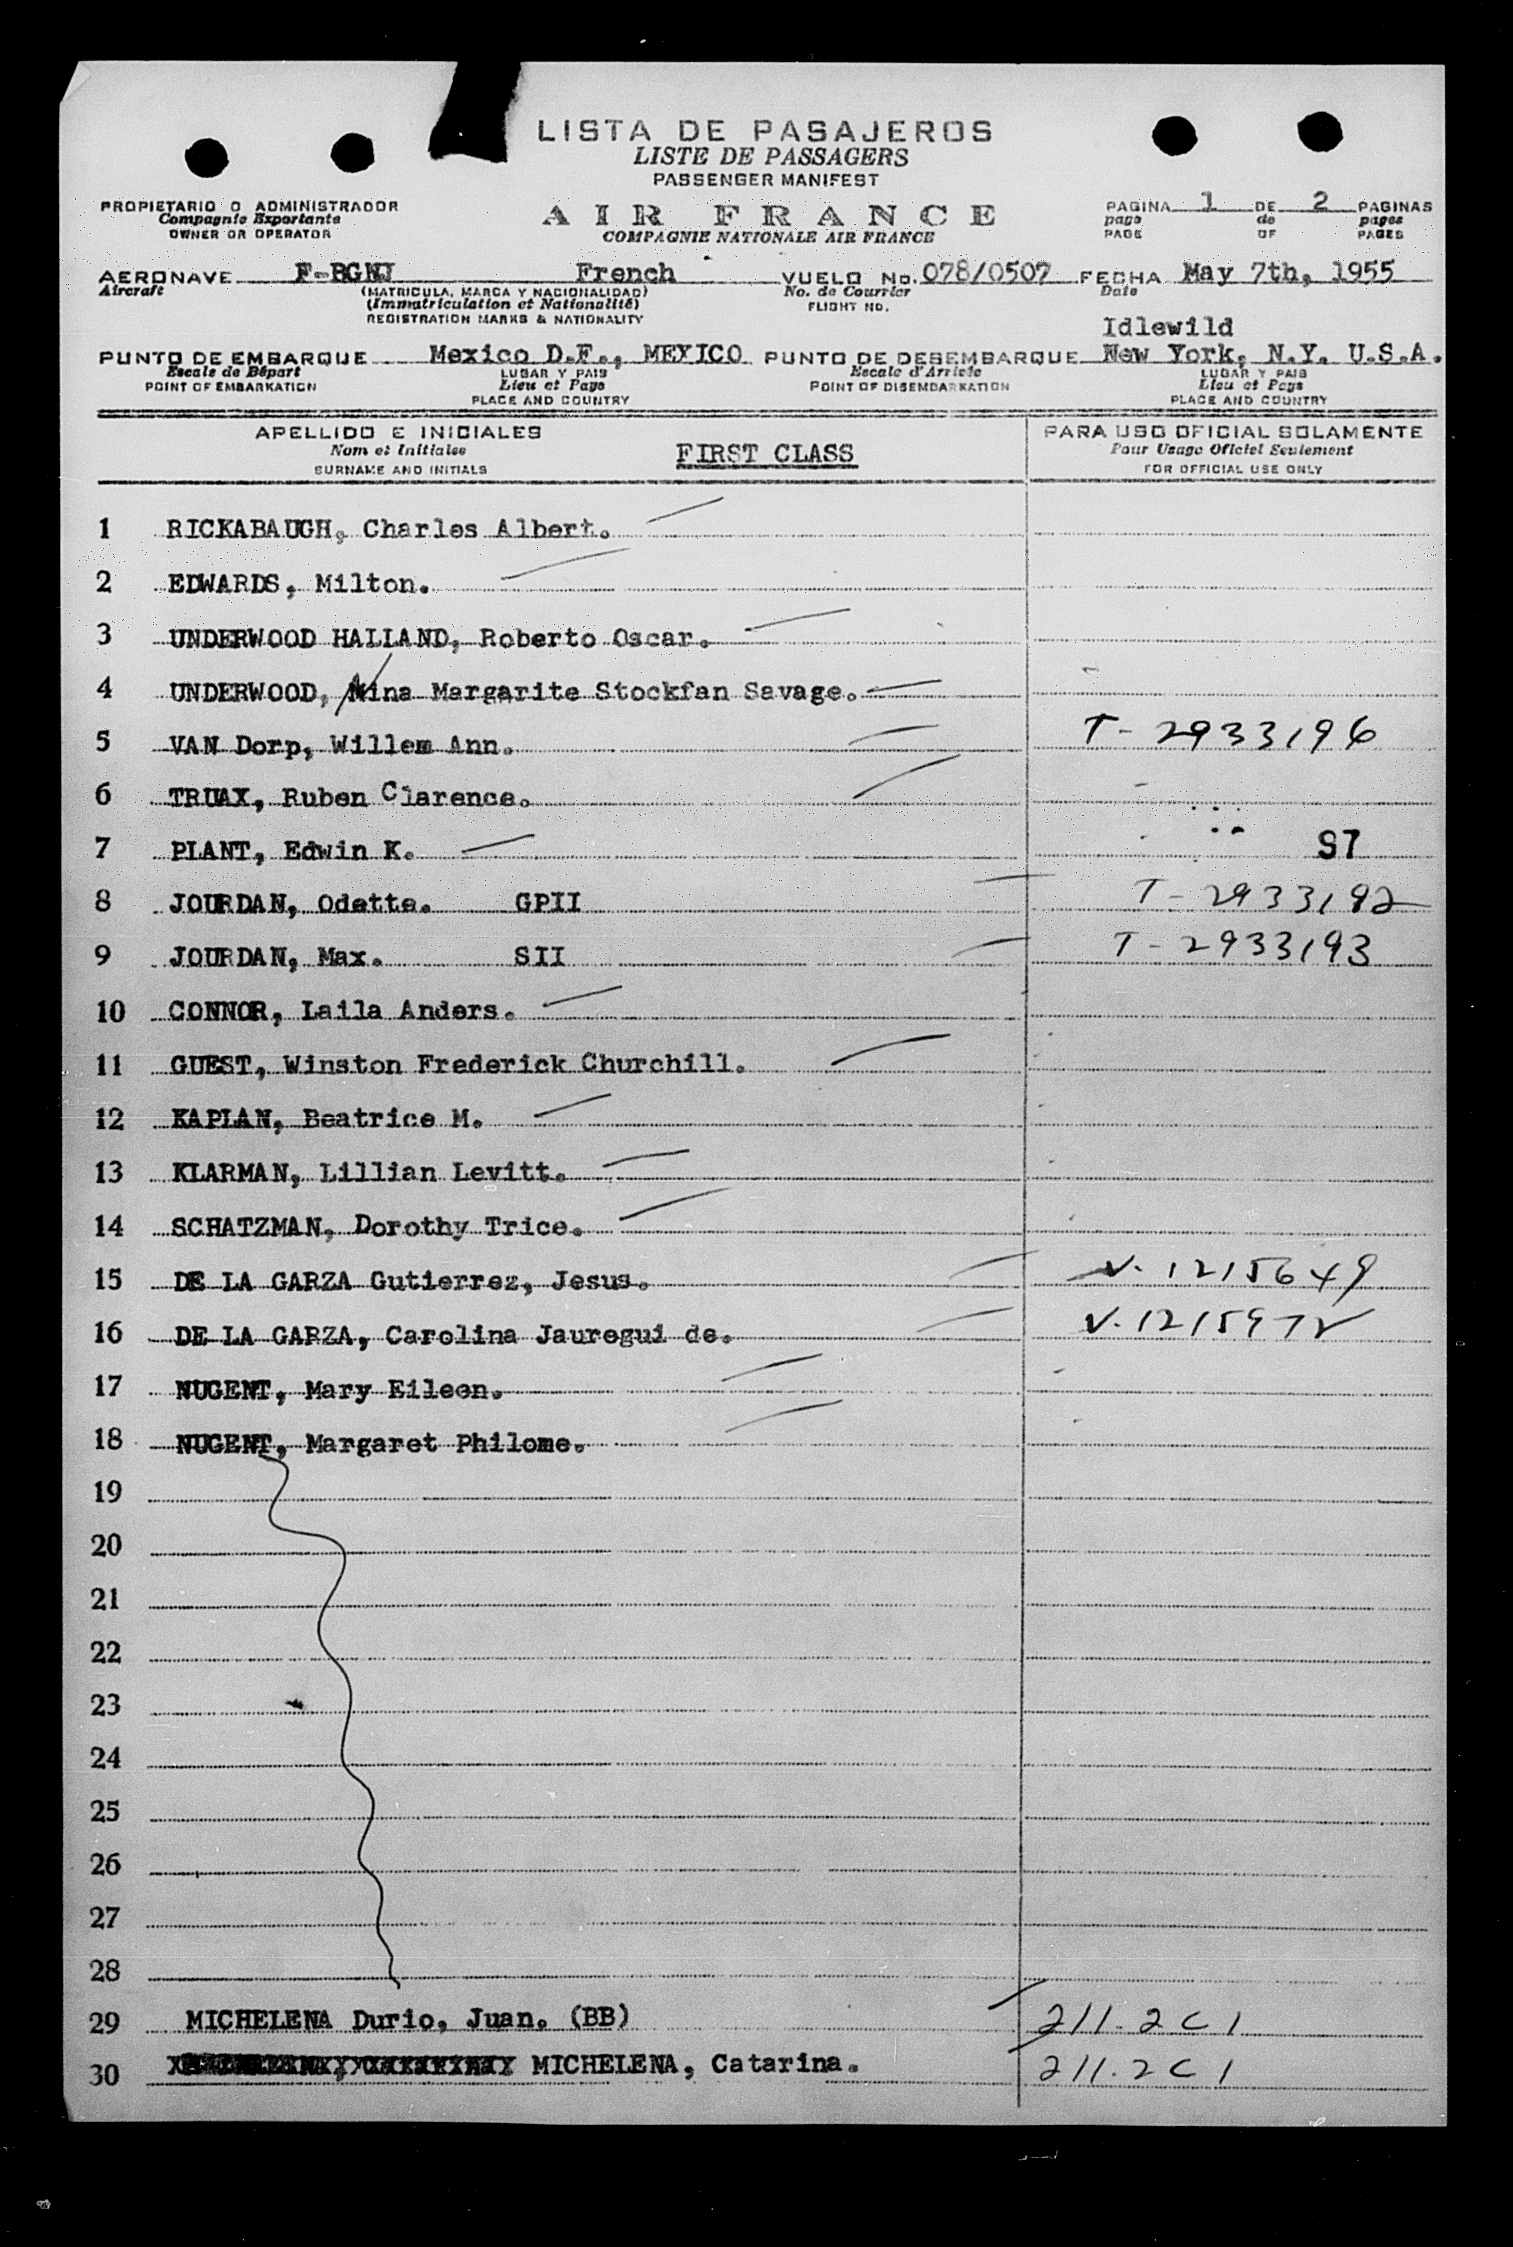 LISTA DE PASAJEROS
LISTE DE PASSAGERS
PASSENGER MANIFEST
PROPIETARIO O ADMINISTRADOR
Compagnie Exportante
OWNER OR OPERATOR
AIR FRANCE
COMPAGNIE NATIONALE AIR FRANCE
PAGINA 1 DE 2 PAGINAS
page de pages
PAGE OF PAGES
AERONAVE F-BGNJ French VUELO No. 078/0507 FECHA May 7th, 1955
Aircraft (MATRICULA, MARCA Y NACIONALIDAD) No. de Courrier Date
(Immatriculation et Nationalité) FLIGHT NO.
REGISTRATION MARKS & NATIONALITY
Idlewild
PUNTO DE EMBARQUE Mexico D.F., MEXICO PUNTO DE DESEMBARQUE New York, N.Y. U.S.A.
Escale de Départ LUGAR Y PAIS Escale d'Arrivée LUGAR Y PAIS
POINT OF EMBARKATION Lieu et Pays POINT OF DISEMBARKATION Lieu et Pays
PLACE AND COUNTRY PLACE AND COUNTRY
APELLIDO E INICIALES PARA USO OFICIAL SOLAMENTE
Nom et Initiales FIRST CLASS Pour Usage Officiel Seulement
SURNAME AND INITIALS FOR OFFICIAL USE ONLY
1 RICKABAUGH, Charles Albert.
2 EDWARDS, Milton.
3 UNDERWOOD HALLAND, Roberto Oscar.
4 UNDERWOOD, Nina Margarite Stockfan Savage.
5 VAN Dorp, Willem Ann. T-2933196
6 TRUAX, Ruben Clarence.
7 PLANT, Edwin K. S7
8 JOURDAN, Odette. GPII T-2933192
9 JOURDAN, Max. SII T-2933193
10 CONNOR, Laila Anders.
11 GUEST, Winston Frederick Churchill.
12 KAPLAN, Beatrice M.
13 KLARMAN, Lillian Levitt.
14 SCHATZMAN, Dorothy Trice.
15 DE LA GARZA Gutierrez, Jesus. V. 1215649
16 DE LA GARZA, Carolina Jauregui de. V. 1215972
17 NUGENT, Mary Eileen.
18 NUGENT, Margaret Philome.
19
20
21
22
23
24
25
26
27
28
29 MICHELENA Durio, Juan. (BB) 211.2C1
30 MICHELENA, Catarina. 211.2C1